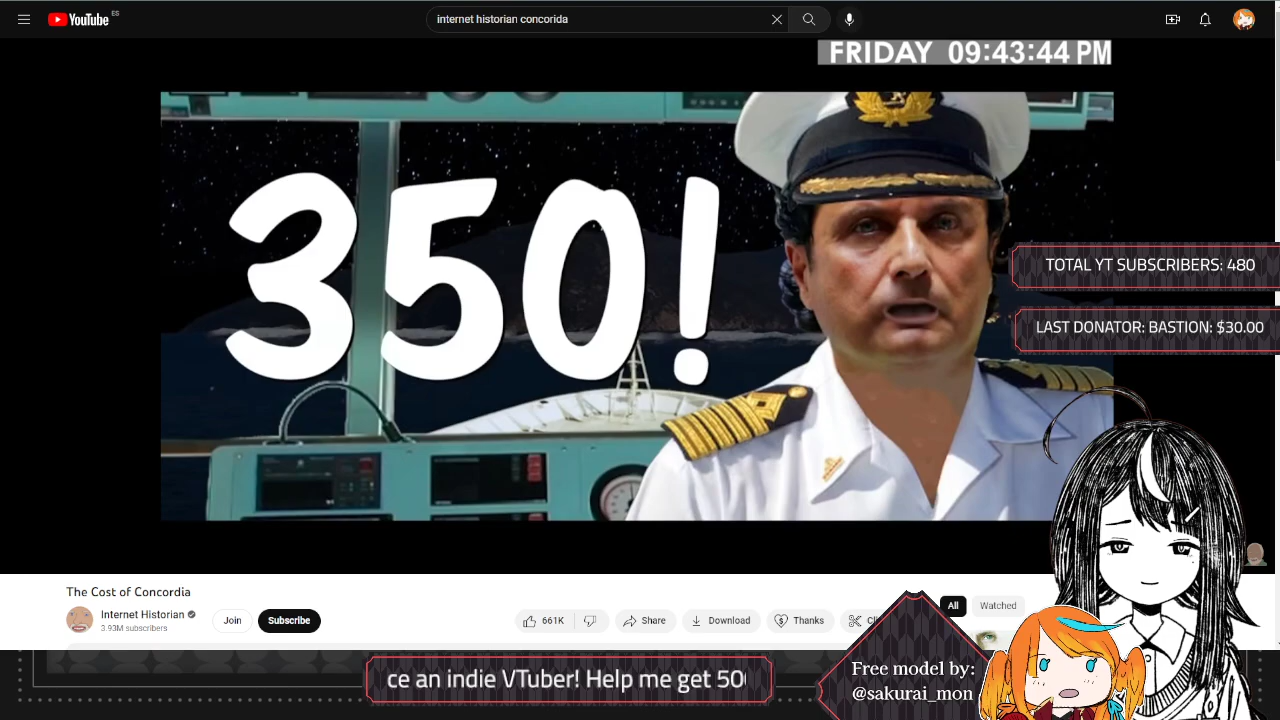 YouTube ES
internet historian concorida
FRIDAY 09:43:44 PM
350!
TOTAL YT SUBSCRIBERS: 480
LAST DONATOR: BASTION: $30.00
The Cost of Concordia
Internet Historian
3.93M subscribers
Join
Subscribe
661K
Share
Download
Thanks
All
Watched
ce an indie VTuber! Help me get 50
Free model by:
@sakurai_mon